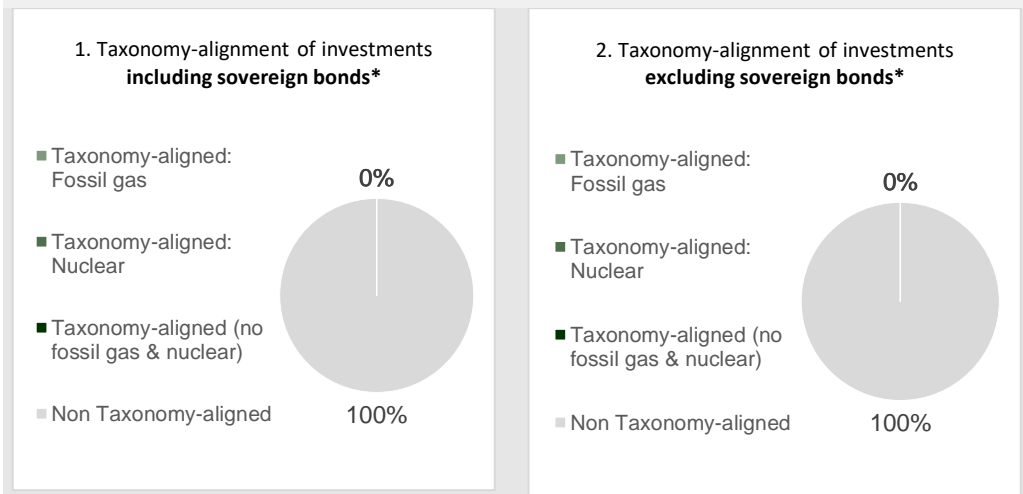 1. Taxonomy-alignment of investments
including sovereign bonds*
Taxonomy-aligned:
Fossil gas
Taxonomy-aligned:
Nuclear
Taxonomy-aligned (no
fossil gas & nuclear)
Non Taxonomy-aligned
0%
100%
2. Taxonomy-alignment of investments
excluding sovereign bonds*
Taxonomy-aligned:
Fossil gas
Taxonomy-aligned:
Nuclear
Taxonomy-aligned (no
fossil gas & nuclear)
Non Taxonomy-aligned
0%
100%